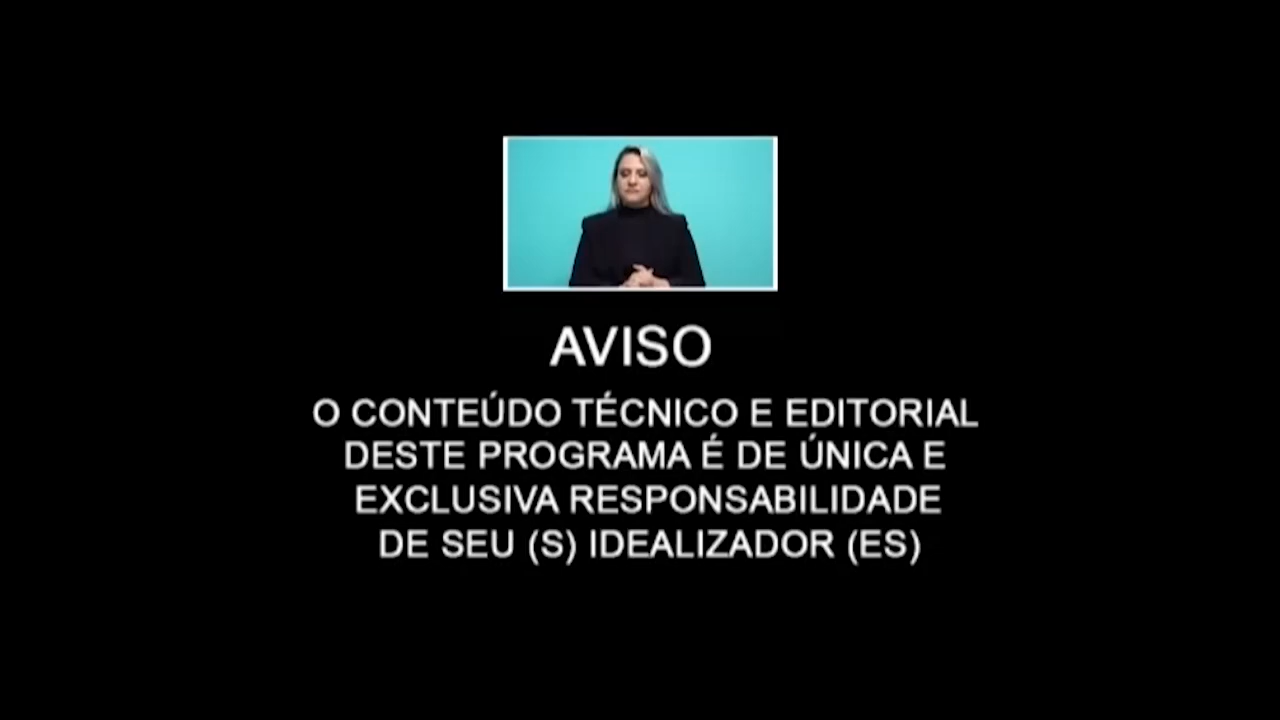 AVISO
O CONTEÚDO TÉCNICO E EDITORIAL
DESTE PROGRAMA É DE ÚNICA E
EXCLUSIVA RESPONSABILIDADE
DE SEU (S) IDEALIZADOR (ES)